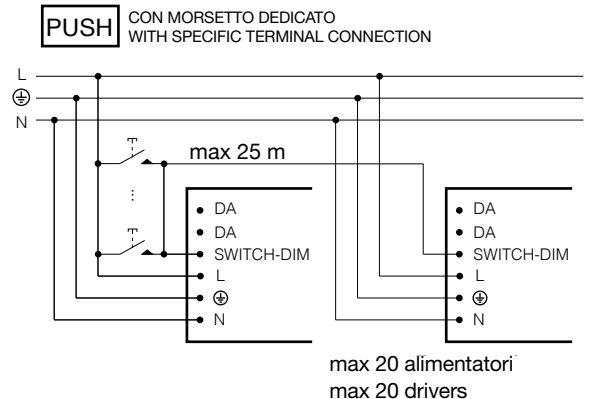 PUSH
CON MORSETTO DEDICATO
WITH SPECIFIC TERMINAL CONNECTION
L
N
max 25 m
DA
DA
SWITCH-DIM
L
N
DA
DA
SWITCH-DIM
L
N
max 20 alimentatori
max 20 drivers